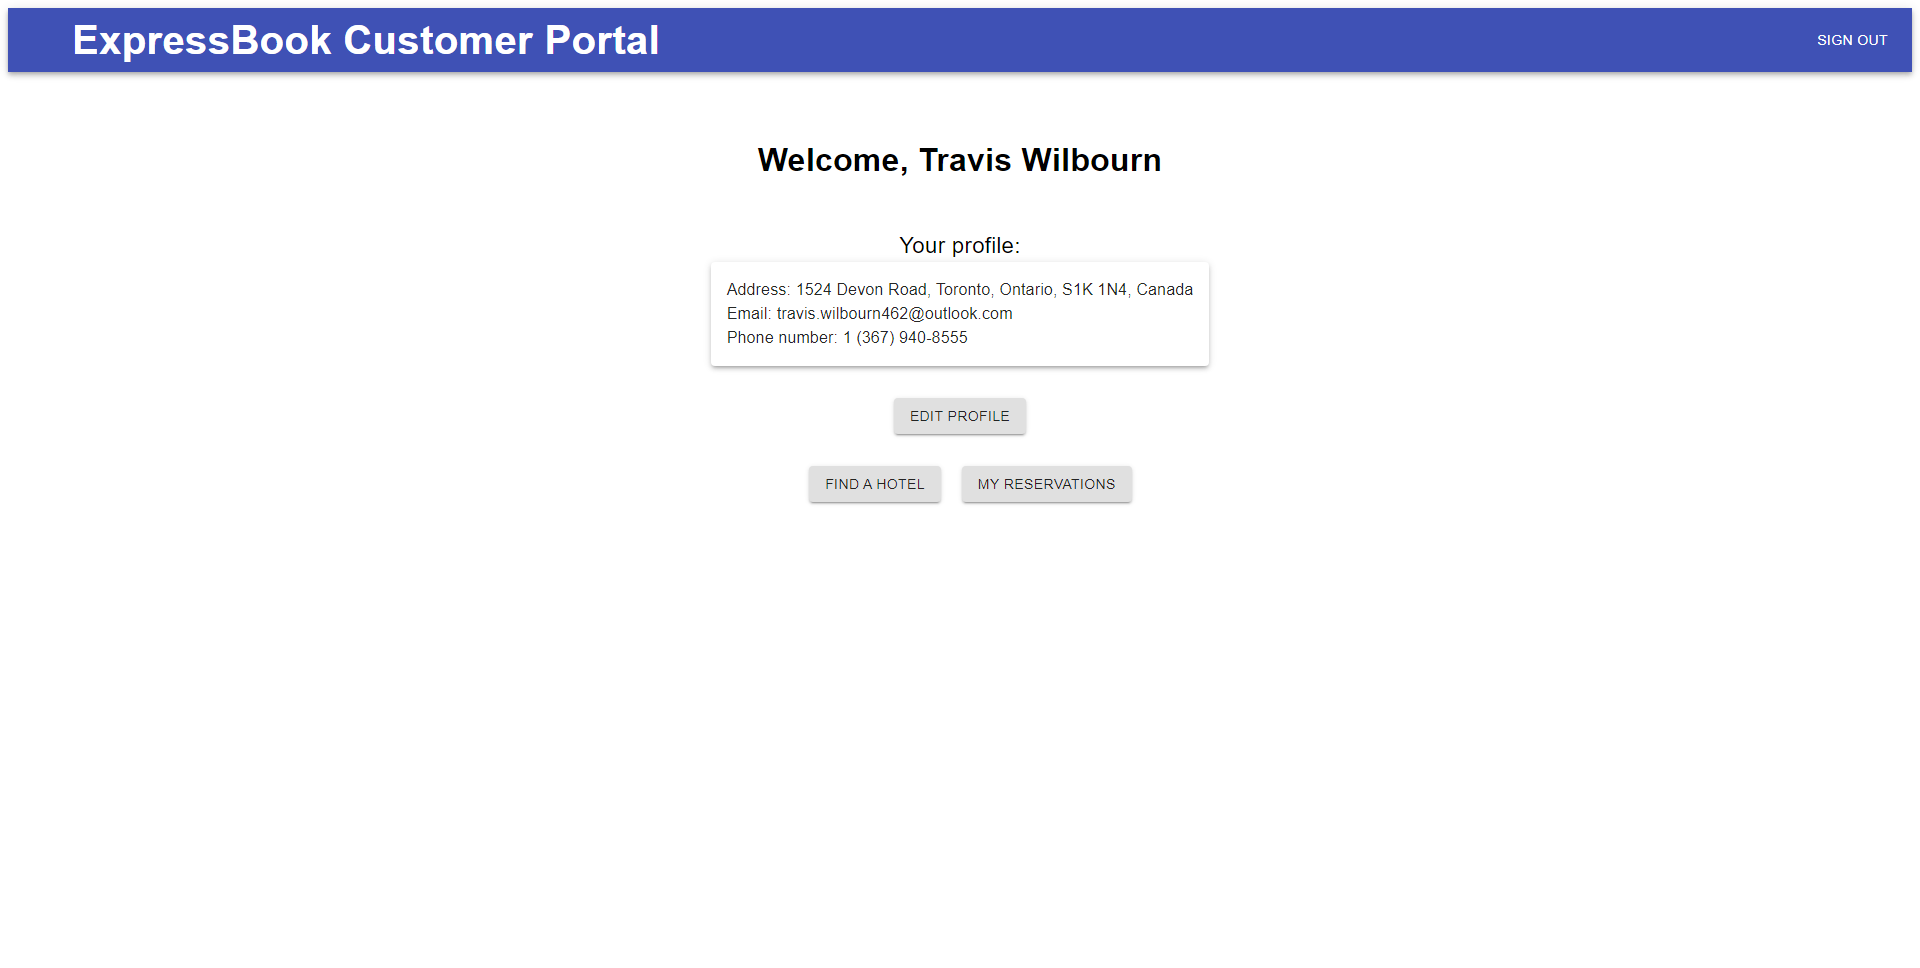 ExpressBook Customer Portal
SIGN OUT
Welcome, Travis Wilbourn
Your profile:
Address: 1524 Devon Road, Toronto, Ontario, S1K 1N4, Canada
Email: travis.wilbourn462@outlook.com
Phone number: 1 (367) 940-8555
EDIT PROFILE
FIND A HOTEL
MY RESERVATIONS